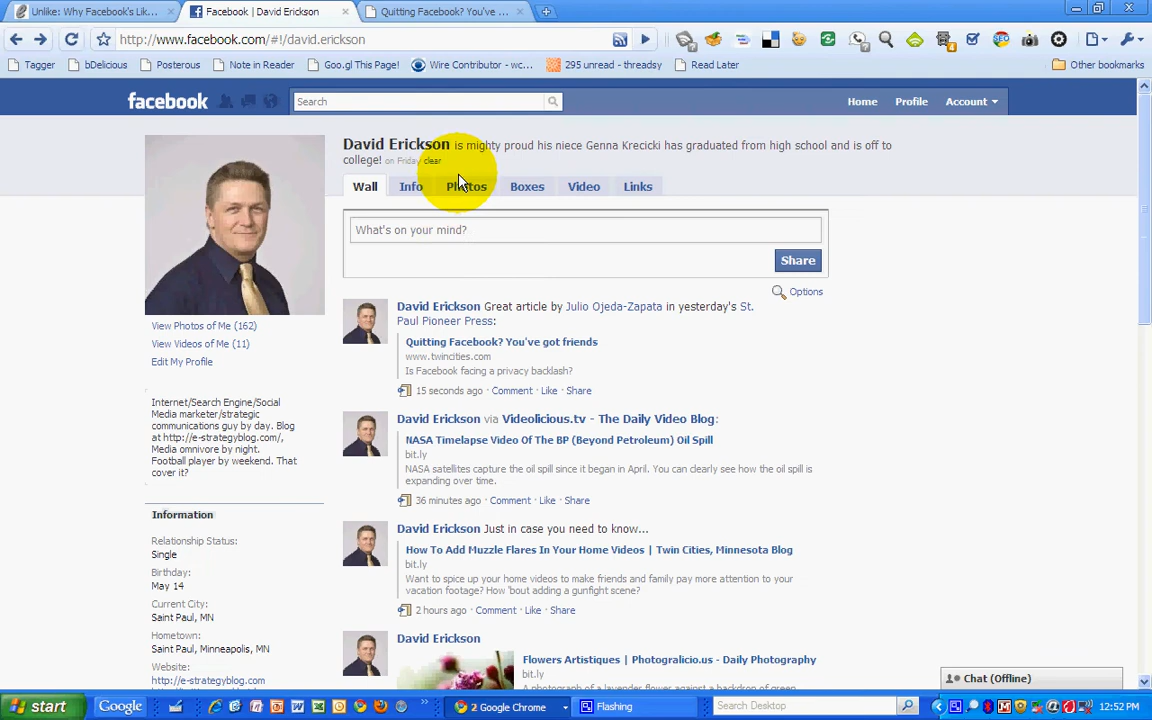 Unlike: Why Facebook's Lik...
Facebook | David Erickson
Quitting Facebook? You've ...
http://www.facebook.com/#!/david.erickson
Tagger
bDelicious
Posterous
Note in Reader
Goo.gl This Page!
Wire Contributor - wc...
295 unread - threadsy
Read Later
Other bookmarks
facebook
Search
Home
Profile
Account
David Erickson is mighty proud his niece Genna Krecicki has graduated from high school and is off to
college! on Friday clear
Wall
Info
Photos
Boxes
Video
Links
What's on your mind?
Share
Options
View Photos of Me (162)
View Videos of Me (11)
Edit My Profile
Internet/Search Engine/Social
Media marketer/strategic
communications guy by day. Blog
at http://e-strategyblog.com/,
Media omnivore by night.
Football player by weekend. That
cover it?
Information
Relationship Status:
Single
Birthday:
May 14
Current City:
Saint Paul, MN
Hometown:
Saint Paul, Minneapolis, MN
Website:
http://e-strategyblog.com
David Erickson Great article by Julio Ojeda-Zapata in yesterday's St.
Paul Pioneer Press:
Quitting Facebook? You've got friends
www.twincities.com
Is Facebook facing a privacy backlash?
15 seconds ago · Comment · Like · Share
David Erickson via Videolicious.tv - The Daily Video Blog:
NASA Timelapse Video Of The BP (Beyond Petroleum) Oil Spill
bit.ly
NASA satellites capture the oil spill since it began in April. You can clearly see how the oil spill is
expanding over time.
36 minutes ago · Comment · Like · Share
David Erickson Just in case you need to know...
How To Add Muzzle Flares In Your Home Videos | Twin Cities, Minnesota Blog
bit.ly
Want to spice up your home videos to make friends and family pay more attention to your
vacation footage? How 'bout adding a gunfight scene?
2 hours ago · Comment · Like · Share
David Erickson
Flowers Artistiques | Photogralicio.us - Daily Photography
bit.ly
A photograph of a lavender flower against a backdrop of green
Chat (Offline)
start
Google
2 Google Chrome
Flashing
Search Desktop
12:52 PM